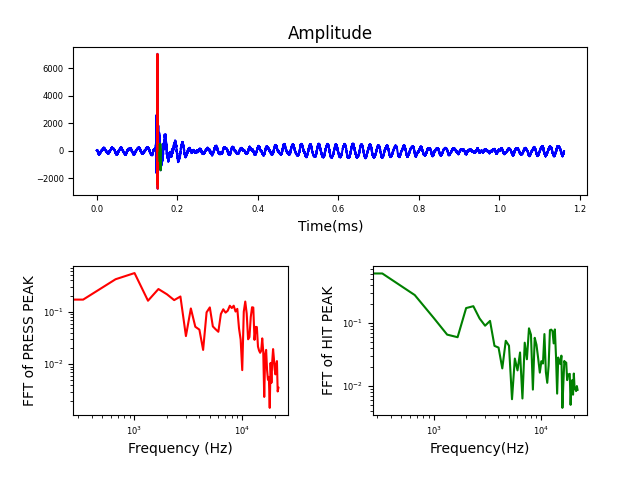 Amplitude
6000
4000
2000
0
−2000
0.0 0.2 0.4 0.6 0.8 1.0 1.2
Time(ms)
FFT of PRESS PEAK
10⁻¹
10⁻²
10³ 10⁴
Frequency (Hz)
FFT of HIT PEAK
10⁻¹
10⁻²
10³ 10⁴
Frequency(Hz)